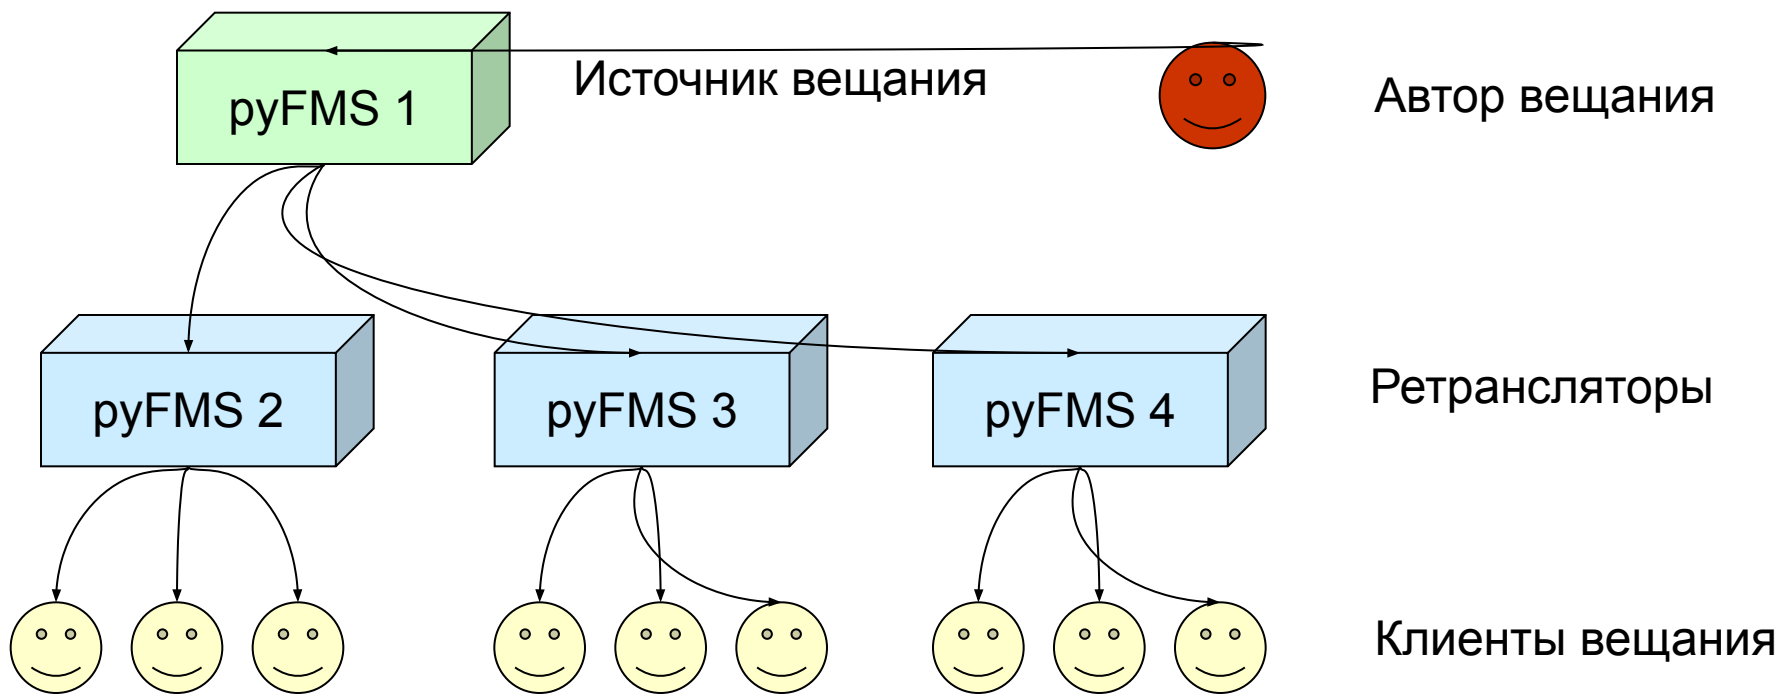 Источник вещания
Автор вещания
pyFMS 1
pyFMS 2
pyFMS 3
pyFMS 4
Ретрансляторы
Клиенты вещания